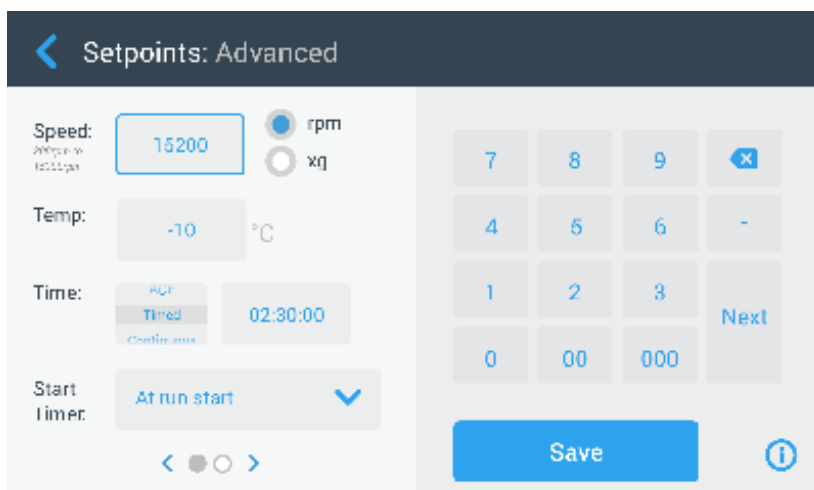 Setpoints: Advanced
Speed:
15200
rpm
xg
Temp:
-10
°C
Time:
Timed
02:30:00
Start
Timer:
At run start
7 8 9
4 5 6 -
1 2 3
Next
0 00 000
Save